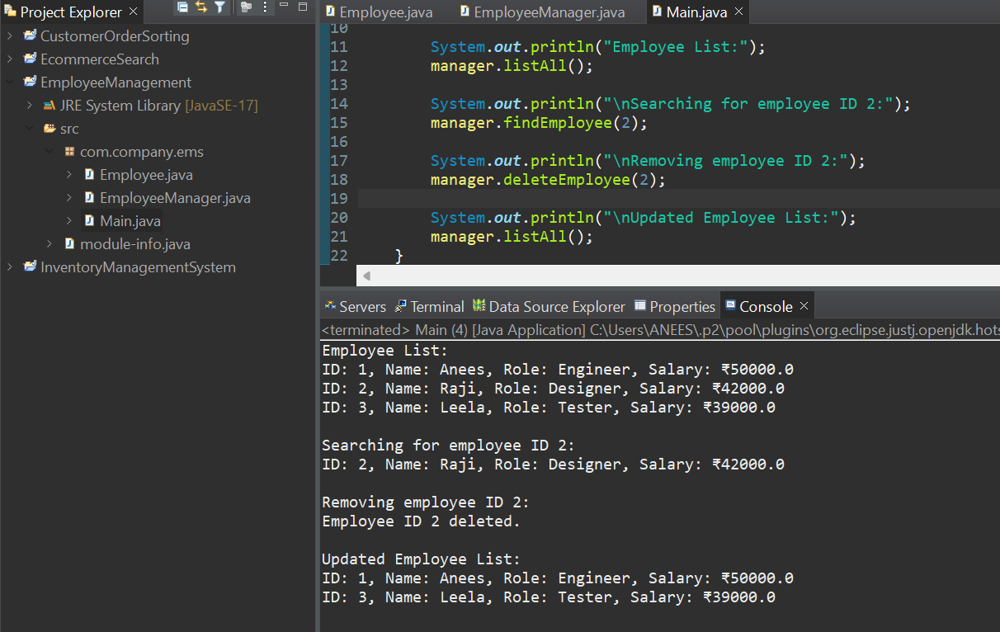 Project Explorer
CustomerOrderSorting
EcommerceSearch
EmployeeManagement
JRE System Library [JavaSE-17]
src
com.company.ems
Employee.java
EmployeeManager.java
Main.java
module-info.java
InventoryManagementSystem
Employee.java EmployeeManager.java Main.java
10
11 System.out.println("Employee List:");
12 manager.listAll();
13
14 System.out.println("\nSearching for employee ID 2:");
15 manager.findEmployee(2);
16
17 System.out.println("\nRemoving employee ID 2:");
18 manager.deleteEmployee(2);
19
20 System.out.println("\nUpdated Employee List:");
21 manager.listAll();
22 }
Servers Terminal Data Source Explorer Properties Console
<terminated> Main (4) [Java Application] C:\Users\ANEES\.p2\pool\plugins\org.eclipse.justj.openjdk.hots
Employee List:
ID: 1, Name: Anees, Role: Engineer, Salary: ₹50000.0
ID: 2, Name: Raji, Role: Designer, Salary: ₹42000.0
ID: 3, Name: Leela, Role: Tester, Salary: ₹39000.0
Searching for employee ID 2:
ID: 2, Name: Raji, Role: Designer, Salary: ₹42000.0
Removing employee ID 2:
Employee ID 2 deleted.
Updated Employee List:
ID: 1, Name: Anees, Role: Engineer, Salary: ₹50000.0
ID: 3, Name: Leela, Role: Tester, Salary: ₹39000.0